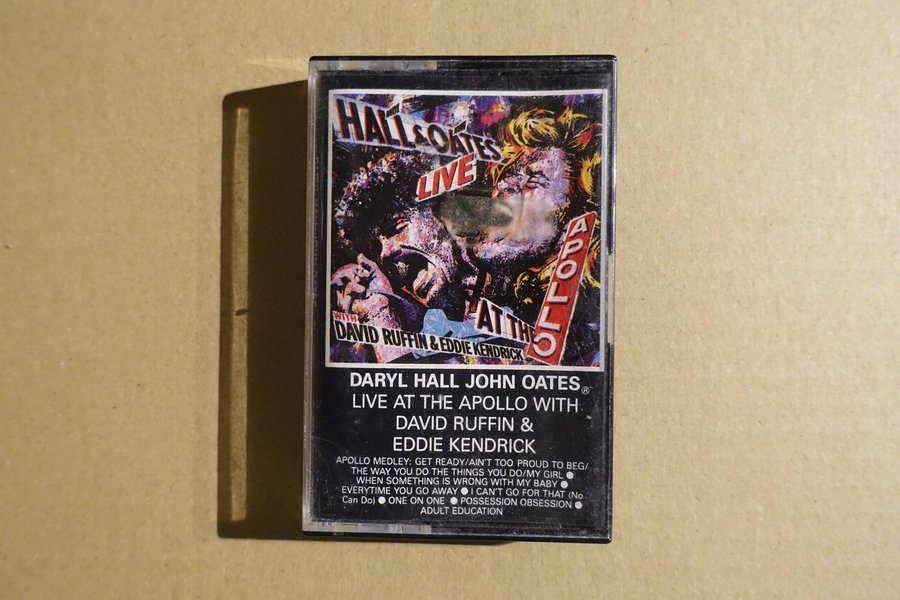 HALL & OATES
LIVE
AT THE
APOLLO
WITH
DAVID RUFFIN & EDDIE KENDRICK
DARYL HALL JOHN OATES®
LIVE AT THE APOLLO WITH
DAVID RUFFIN &
EDDIE KENDRICK
APOLLO MEDLEY: GET READY/AIN'T TOO PROUD TO BEG/
THE WAY YOU DO THE THINGS YOU DO/MY GIRL ●
WHEN SOMETHING IS WRONG WITH MY BABY ●
EVERYTIME YOU GO AWAY ● I CAN'T GO FOR THAT (No
Can Do) ● ONE ON ONE ● POSSESSION OBSESSION ●
ADULT EDUCATION